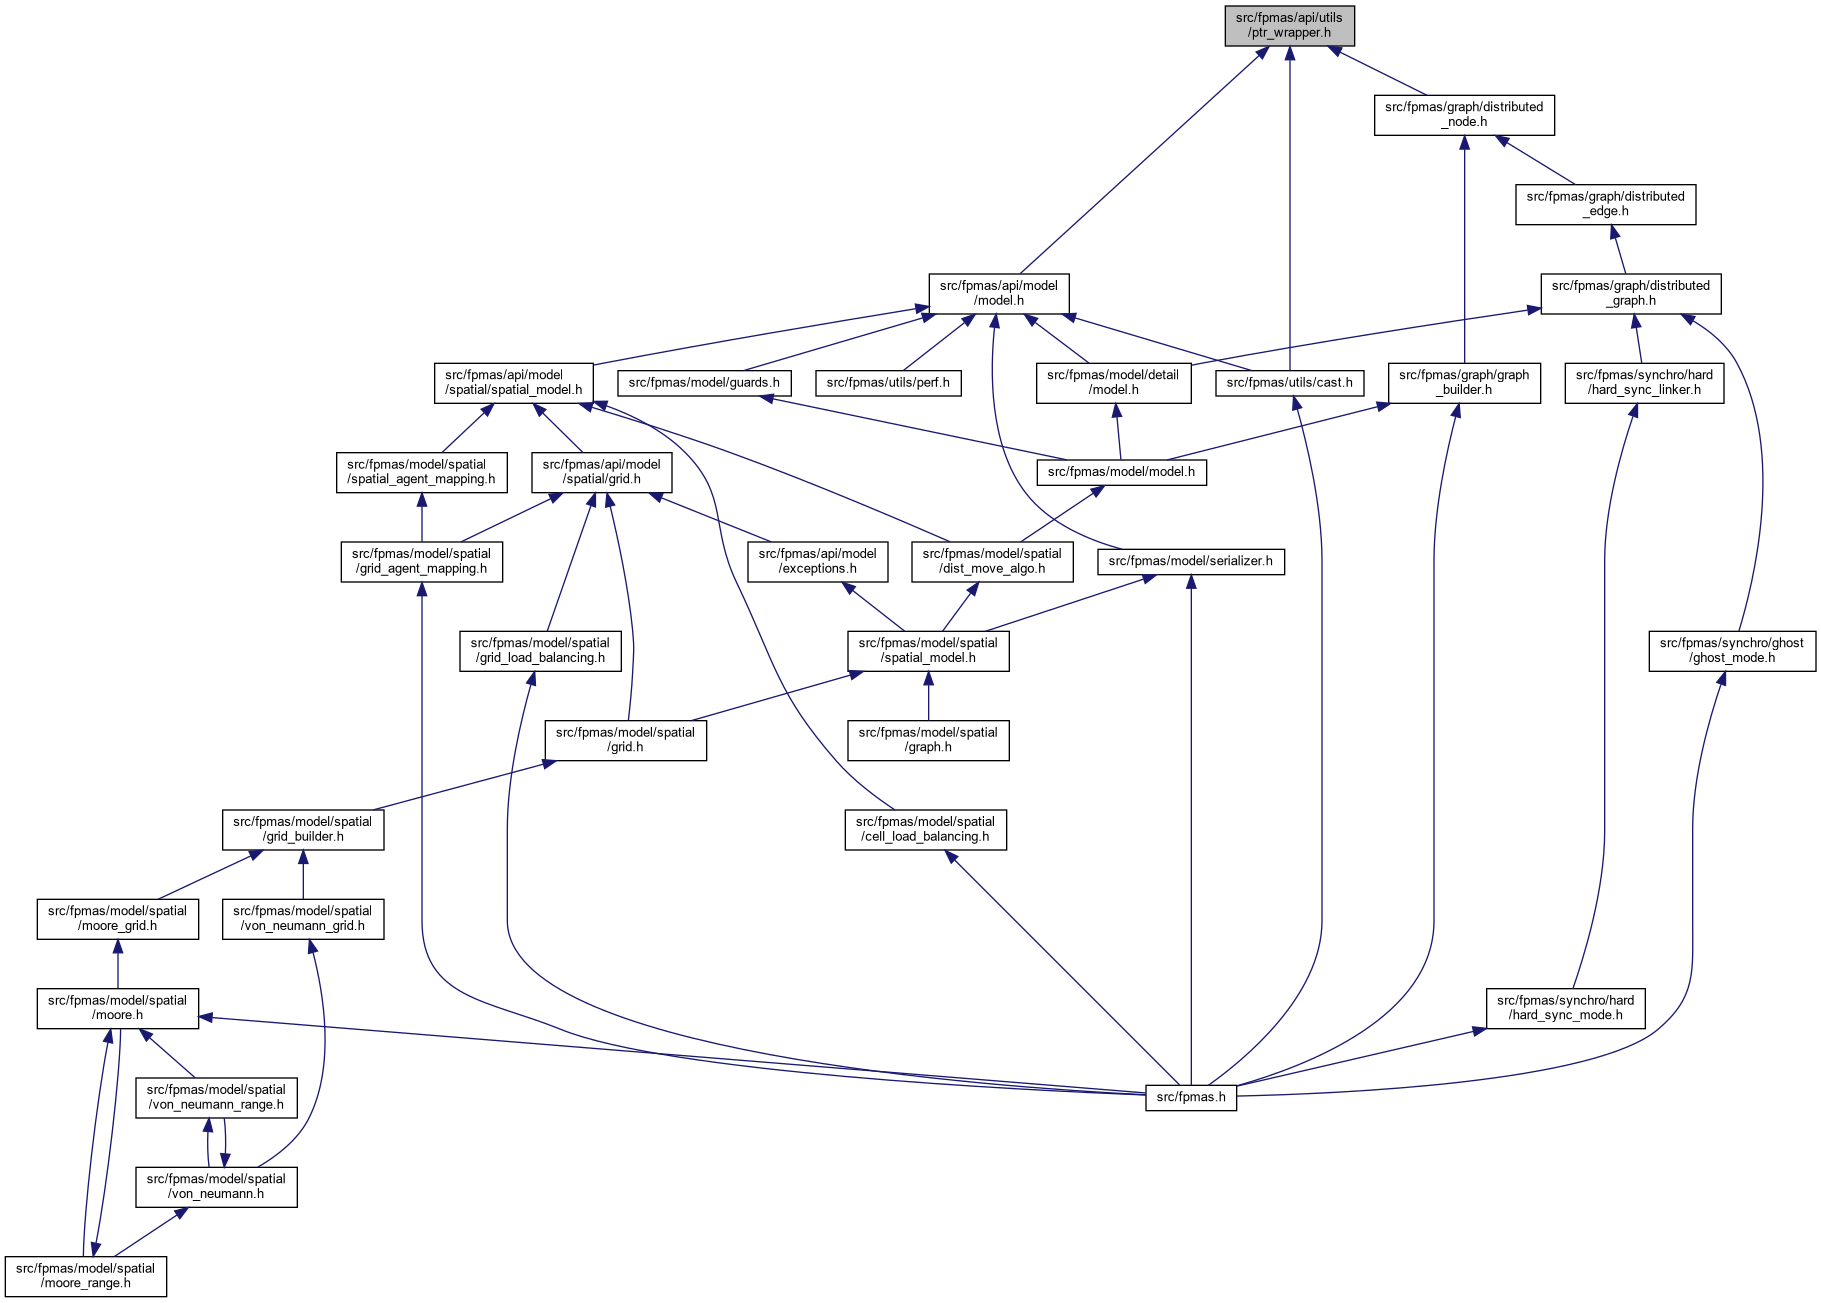 src/fpmas/api/utils
/ptr_wrapper.h
src/fpmas/graph/distributed
_node.h
src/fpmas/graph/distributed
_edge.h
src/fpmas/api/model
/model.h
src/fpmas/graph/distributed
_graph.h
src/fpmas/api/model
/spatial/spatial_model.h
src/fpmas/model/guards.h
src/fpmas/utils/perf.h
src/fpmas/model/detail
/model.h
src/fpmas/utils/cast.h
src/fpmas/graph/graph
_builder.h
src/fpmas/synchro/hard
/hard_sync_linker.h
src/fpmas/model/spatial
/spatial_agent_mapping.h
src/fpmas/api/model
/spatial/grid.h
src/fpmas/model/model.h
src/fpmas/model/spatial
/grid_agent_mapping.h
src/fpmas/api/model
/exceptions.h
src/fpmas/model/spatial
/dist_move_algo.h
src/fpmas/model/serializer.h
src/fpmas/model/spatial
/grid_load_balancing.h
src/fpmas/model/spatial
/spatial_model.h
src/fpmas/synchro/ghost
/ghost_mode.h
src/fpmas/model/spatial
/grid.h
src/fpmas/model/spatial
/graph.h
src/fpmas/model/spatial
/grid_builder.h
src/fpmas/model/spatial
/cell_load_balancing.h
src/fpmas/model/spatial
/moore_grid.h
src/fpmas/model/spatial
/von_neumann_grid.h
src/fpmas/model/spatial
/moore.h
src/fpmas/synchro/hard
/hard_sync_mode.h
src/fpmas/model/spatial
/von_neumann_range.h
src/fpmas.h
src/fpmas/model/spatial
/von_neumann.h
src/fpmas/model/spatial
/moore_range.h